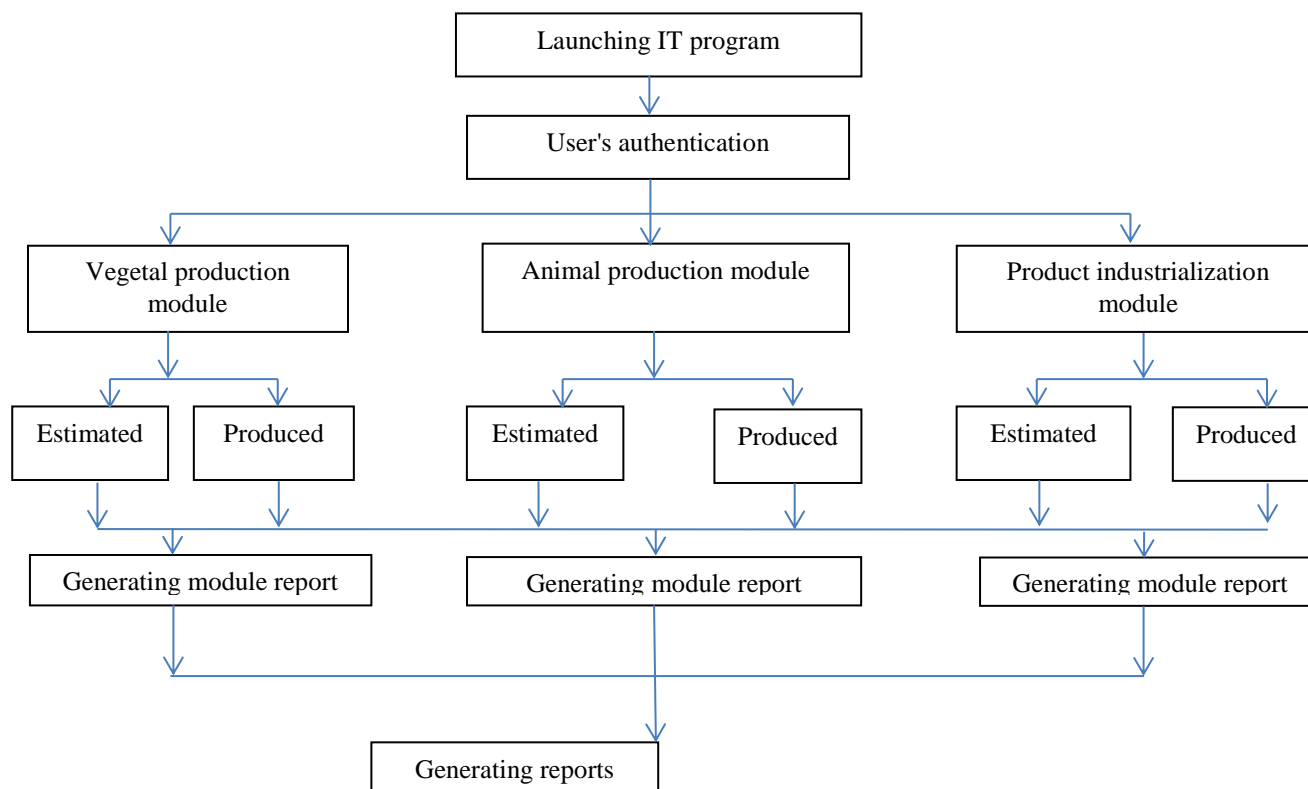 Launching IT program
User's authentication
Vegetal production
module
Animal production module
Product industrialization
module
Estimated
Produced
Estimated
Produced
Estimated
Produced
Generating module report
Generating module report
Generating module report
Generating reports